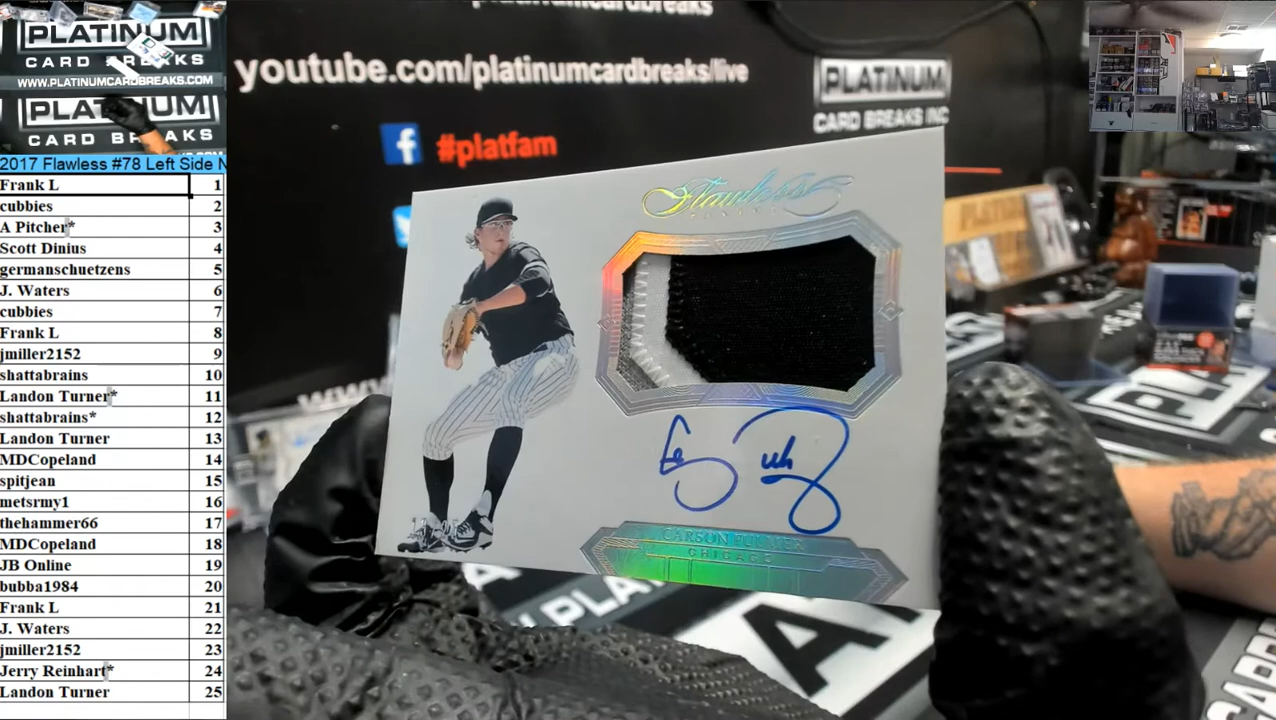 PLATINUM
CARD BREAKS
WWW.PLATINUMCARDBREAKS.COM
PLATINUM
CARD BREAKS
2017 Flawless #78 Left Side N
Frank L 1
cubbies 2
A Pitcher* 3
Scott Dinius 4
germanschuetzens 5
J. Waters 6
cubbies 7
Frank L 8
jmiller2152 9
shattabrains 10
Landon Turner* 11
shattabrains* 12
Landon Turner 13
MDCopeland 14
spitjean 15
metsrmy1 16
thehammer66 17
MDCopeland 18
JB Online 19
bubba1984 20
Frank L 21
J. Waters 22
jmiller2152 23
Jerry Reinhart* 24
Landon Turner 25
platinumcardbreaks
youtube.com/platinumcardbreaks/live
PLATINUM
CARD BREAKS INC
f #platfam
Flawless
PANINI
CARSON FULMER
CHICAGO